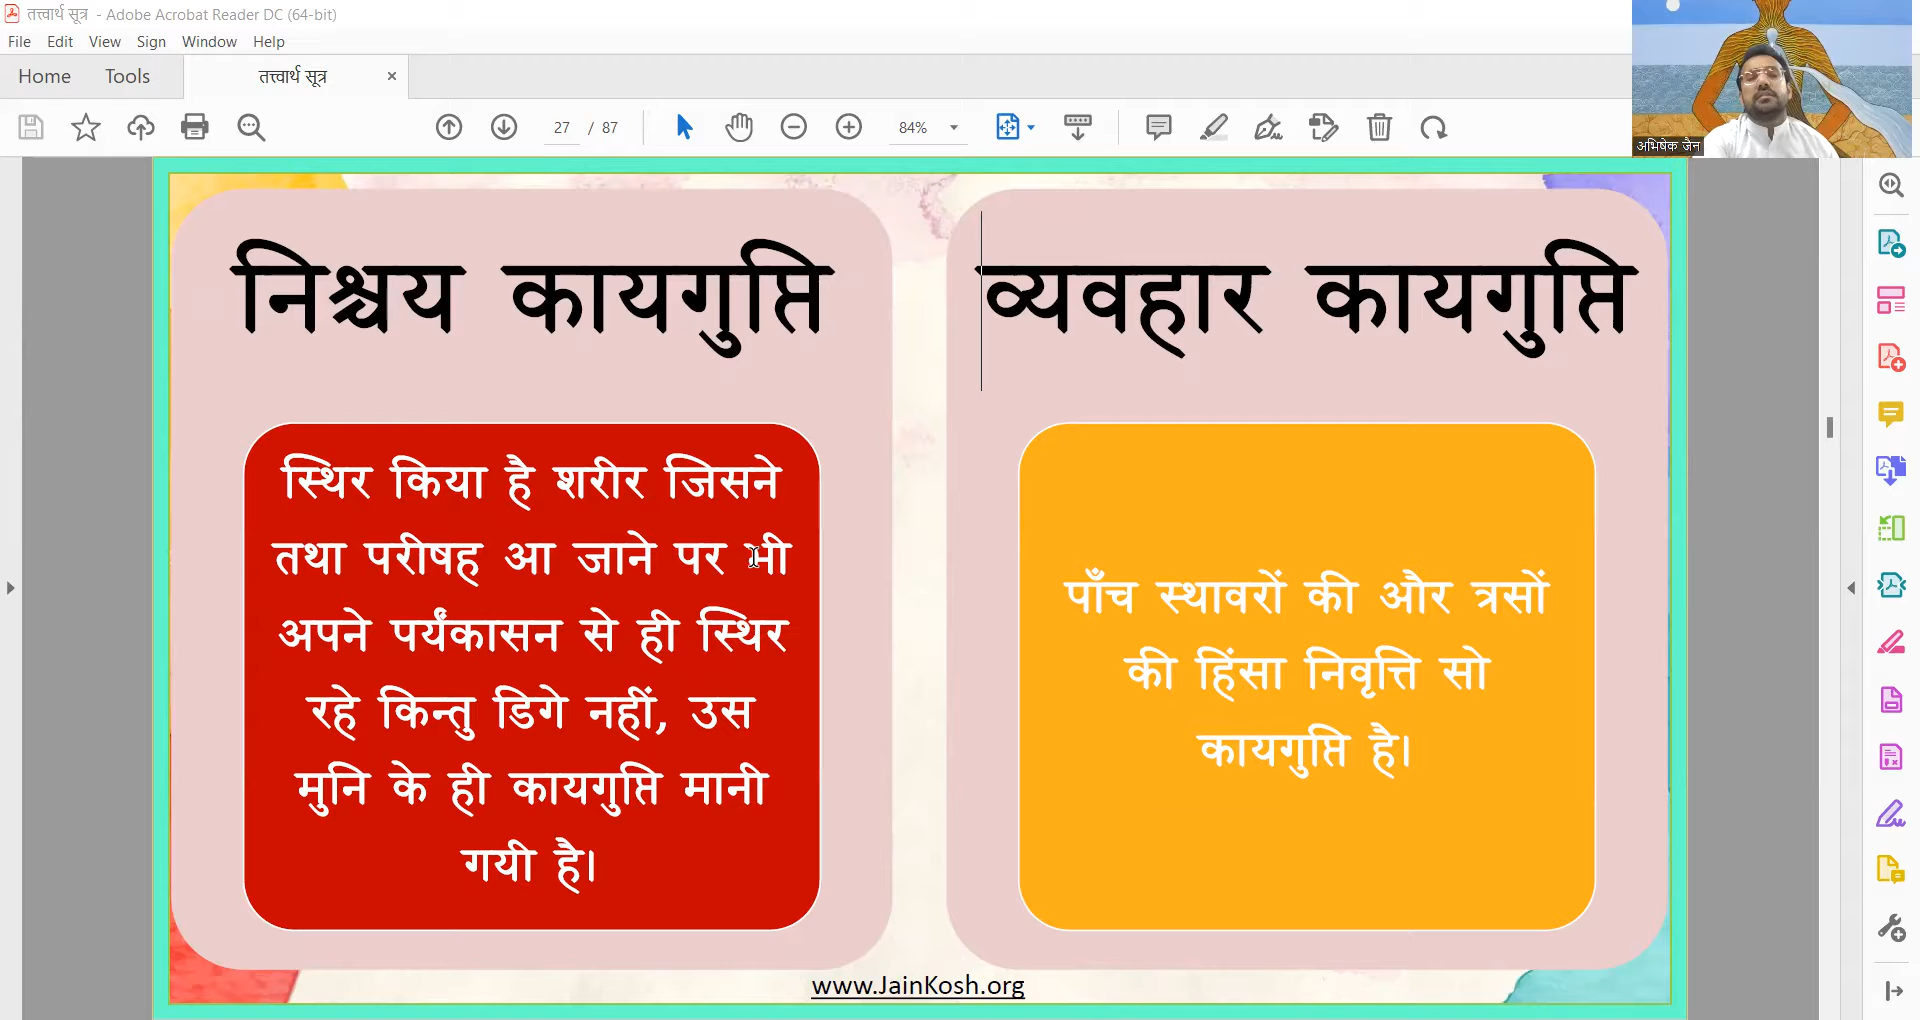 तत्त्वार्थ सूत्र - Adobe Acrobat Reader DC (64-bit)
File Edit View Sign Window Help
Home Tools तत्त्वार्थ सूत्र ×
27 / 87 84%
अभिषेक जैन
निश्चय कायगुप्ति
स्थिर किया है शरीर जिसने
तथा परीषह आ जाने पर भी
अपने पर्यंकासन से ही स्थिर
रहे किन्तु डिगे नहीं, उस
मुनि के ही कायगुप्ति मानी
गयी है।
व्यवहार कायगुप्ति
पाँच स्थावरों की और त्रसों
की हिंसा निवृत्ति सो
कायगुप्ति है।
www.JainKosh.org